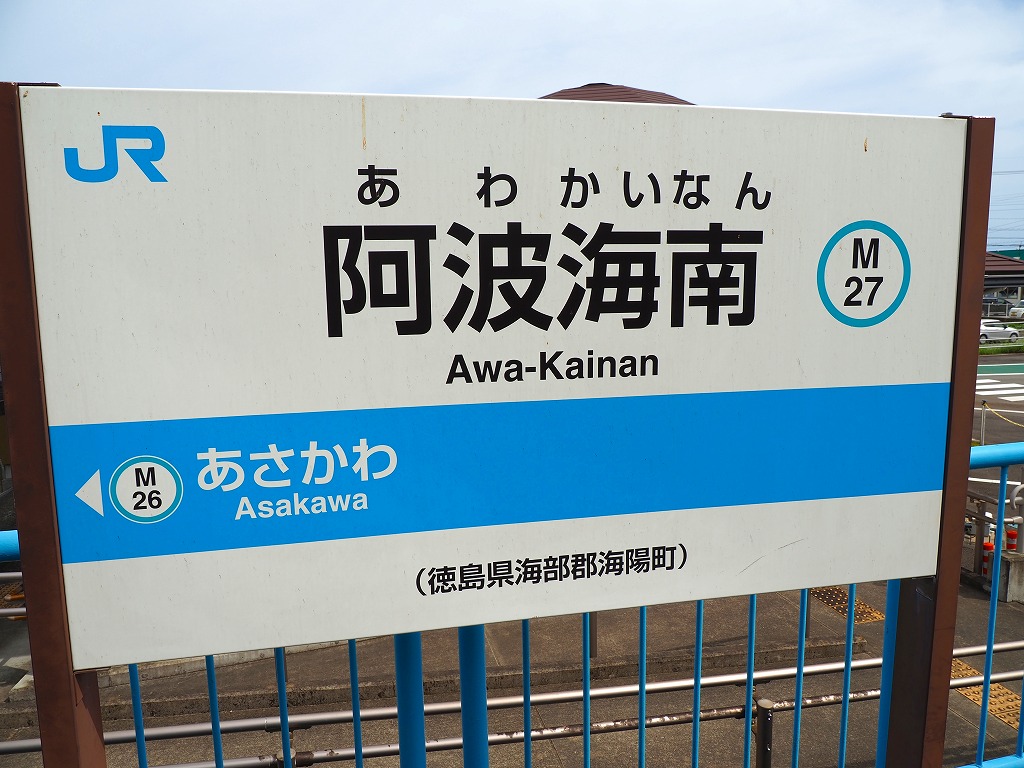 JR
あわかいなん
阿波海南
M
27
Awa-Kainan
M
26
あさかわ
Asakawa
(徳島県海部郡海陽町)